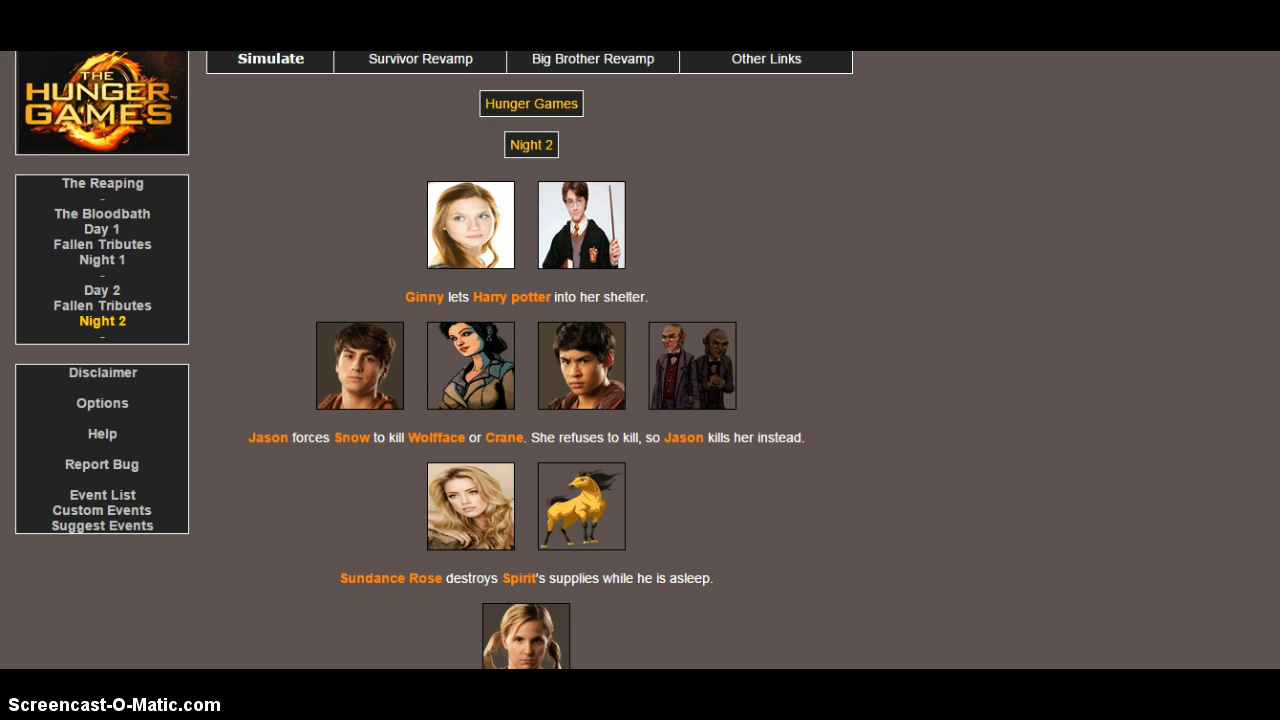 THE
HUNGER
GAMES
Simulate
Survivor Revamp
Big Brother Revamp
Other Links
The Reaping
-
The Bloodbath
Day 1
Fallen Tributes
Night 1
-
Day 2
Fallen Tributes
Night 2
-
Disclaimer
Options
Help
Report Bug
Event List
Custom Events
Suggest Events
Hunger Games
Night 2
Ginny lets Harry potter into her shelter.
Jason forces Snow to kill Wolfface or Crane. She refuses to kill, so Jason kills her instead.
Sundance Rose destroys Spirit's supplies while he is asleep.
Screencast-O-Matic.com